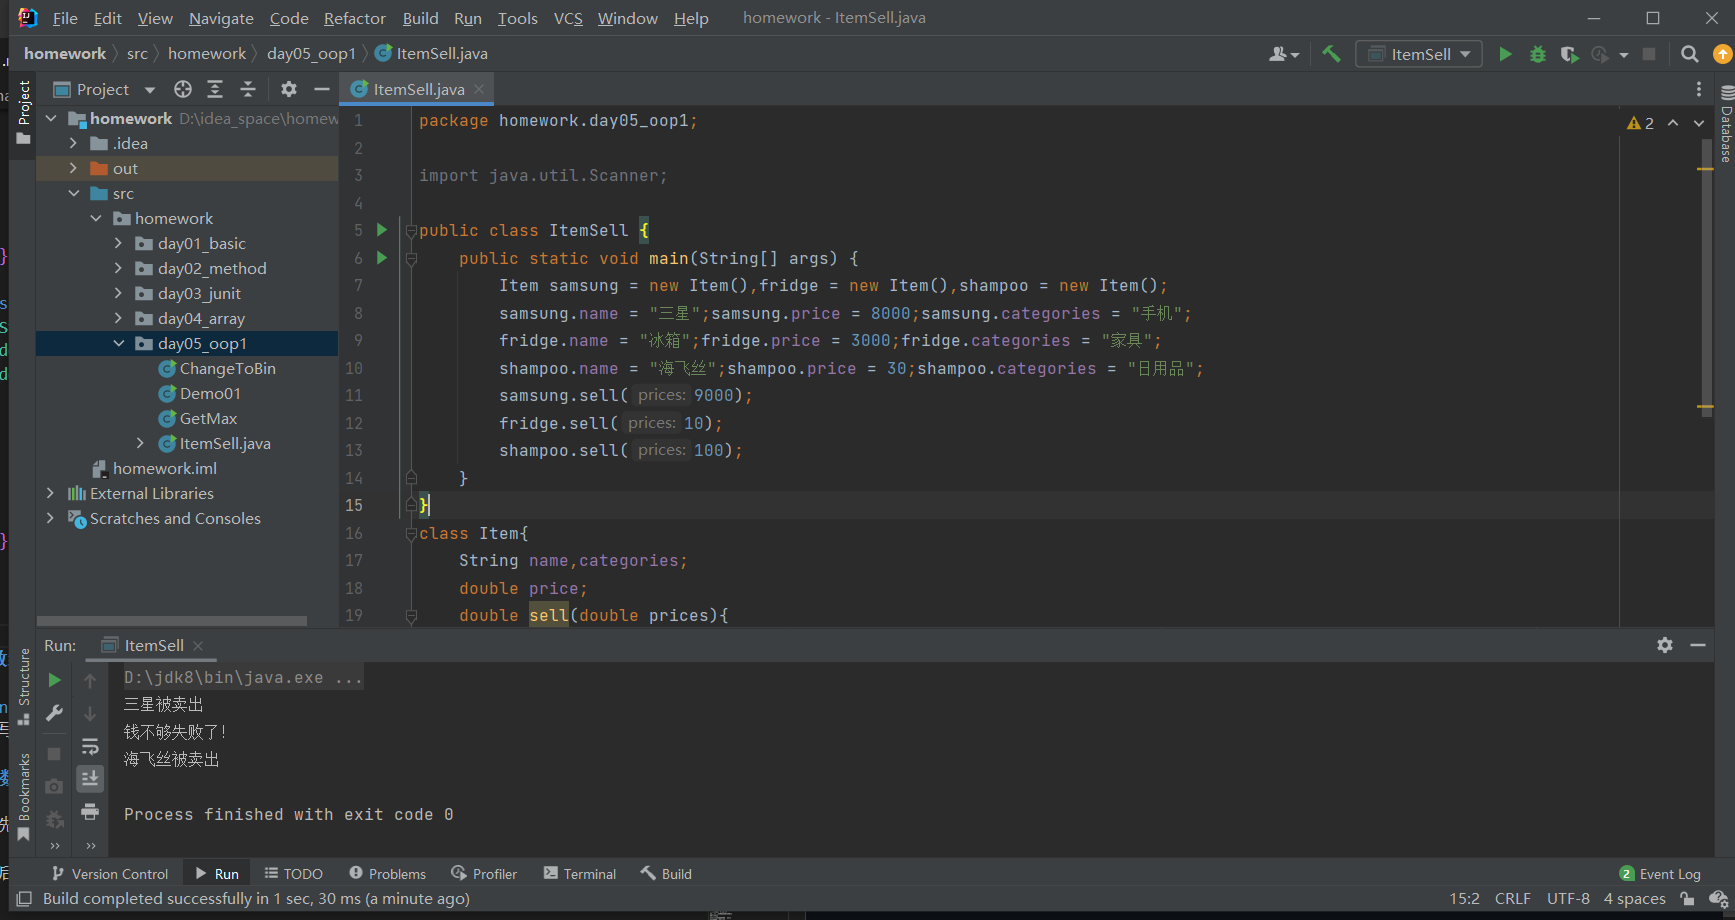 File Edit View Navigate Code Refactor Build Run Tools VCS Window Help homework - ItemSell.java
homework src homework day05_oop1 ItemSell.java
ItemSell
Project
ItemSell.java
Project
homework D:\idea_space\homew
.idea
out
src
homework
day01_basic
day02_method
day03_junit
day04_array
day05_oop1
ChangeToBin
Demo01
GetMax
ItemSell.java
homework.iml
External Libraries
Scratches and Consoles
1 package homework.day05_oop1;
2
3 import java.util.Scanner;
4
5 public class ItemSell {
6 public static void main(String[] args) {
7 Item samsung = new Item(),fridge = new Item(),shampoo = new Item();
8 samsung.name = "三星";samsung.price = 8000;samsung.categories = "手机";
9 fridge.name = "冰箱";fridge.price = 3000;fridge.categories = "家具";
10 shampoo.name = "海飞丝";shampoo.price = 30;shampoo.categories = "日用品";
11 samsung.sell( prices: 9000);
12 fridge.sell( prices: 10);
13 shampoo.sell( prices: 100);
14 }
15 }
16 class Item{
17 String name,categories;
18 double price;
19 double sell(double prices){
2
Database
Run: ItemSell
D:\jdk8\bin\java.exe ...
三星被卖出
钱不够失败了!
海飞丝被卖出
Process finished with exit code 0
Structure
Bookmarks
Version Control Run TODO Problems Profiler Terminal Build
2 Event Log
Build completed successfully in 1 sec, 30 ms (a minute ago)
15:2 CRLF UTF-8 4 spaces